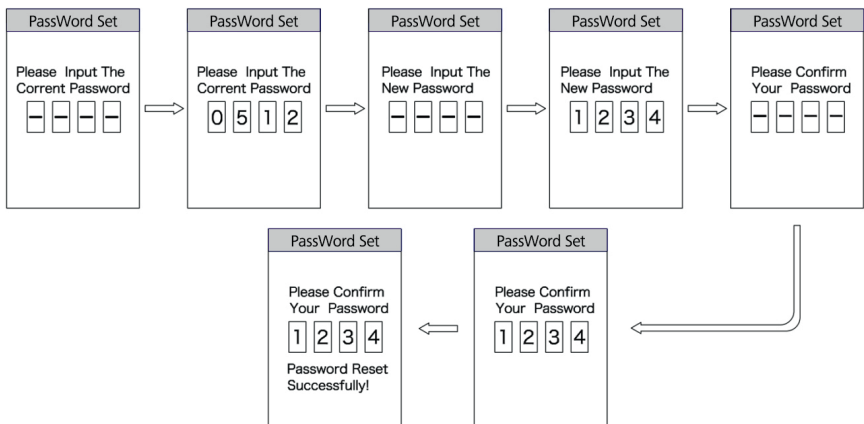 PassWord Set
Please Input The
Corrent Password
– – – –
PassWord Set
Please Input The
Corrent Password
0 5 1 2
PassWord Set
Please Input The
New Password
– – – –
PassWord Set
Please Input The
New Password
1 2 3 4
PassWord Set
Please Confirm
Your Password
– – – –
PassWord Set
Please Confirm
Your Password
1 2 3 4
PassWord Set
Please Confirm
Your Password
1 2 3 4
Password Reset
Successfully!